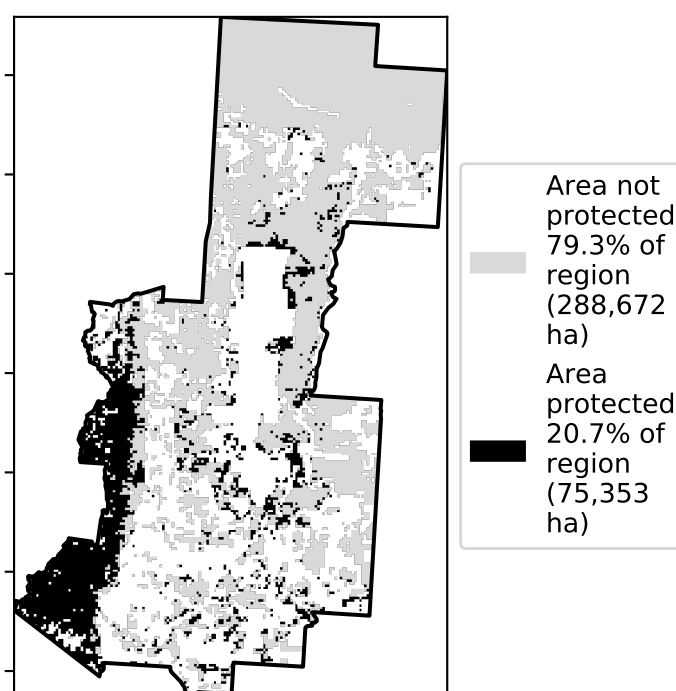 Area not
protected
79.3% of
region
(288,672
ha)
Area
protected
20.7% of
region
(75,353
ha)